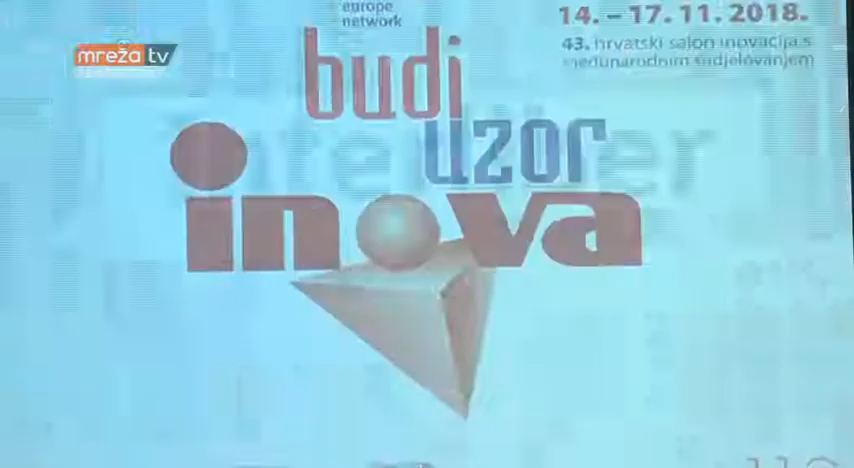 europe
network
14. – 17. 11. 2018.
43. hrvatski salon inovacija s
međunarodnim sudjelovanjem
mreža tv
budi
uzor
inova